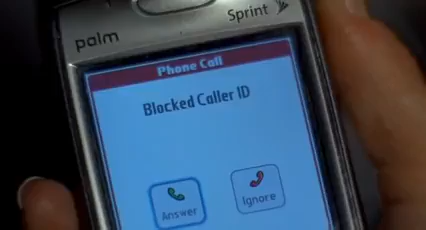 palm
Sprint
Phone Call
Blocked Caller ID
Answer
Ignore